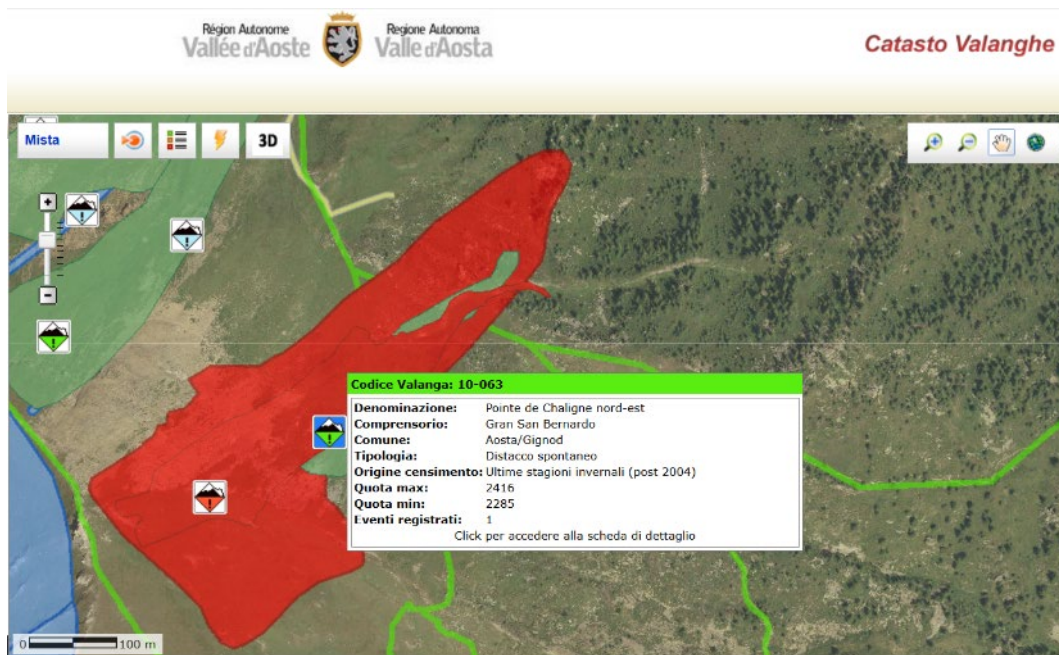 Région Autonome
Vallée d'Aoste
Regione Autonoma
Valle d'Aosta
Catasto Valanghe
Mista
3D
Codice Valanga: 10-063
Denominazione: Pointe de Chaligne nord-est
Comprensorio: Gran San Bernardo
Comune: Aosta/Gignod
Tipologia: Distacco spontaneo
Origine censimento: Ultime stagioni invernali (post 2004)
Quota max: 2416
Quota min: 2285
Eventi registrati: 1
Click per accedere alla scheda di dettaglio
0 100 m